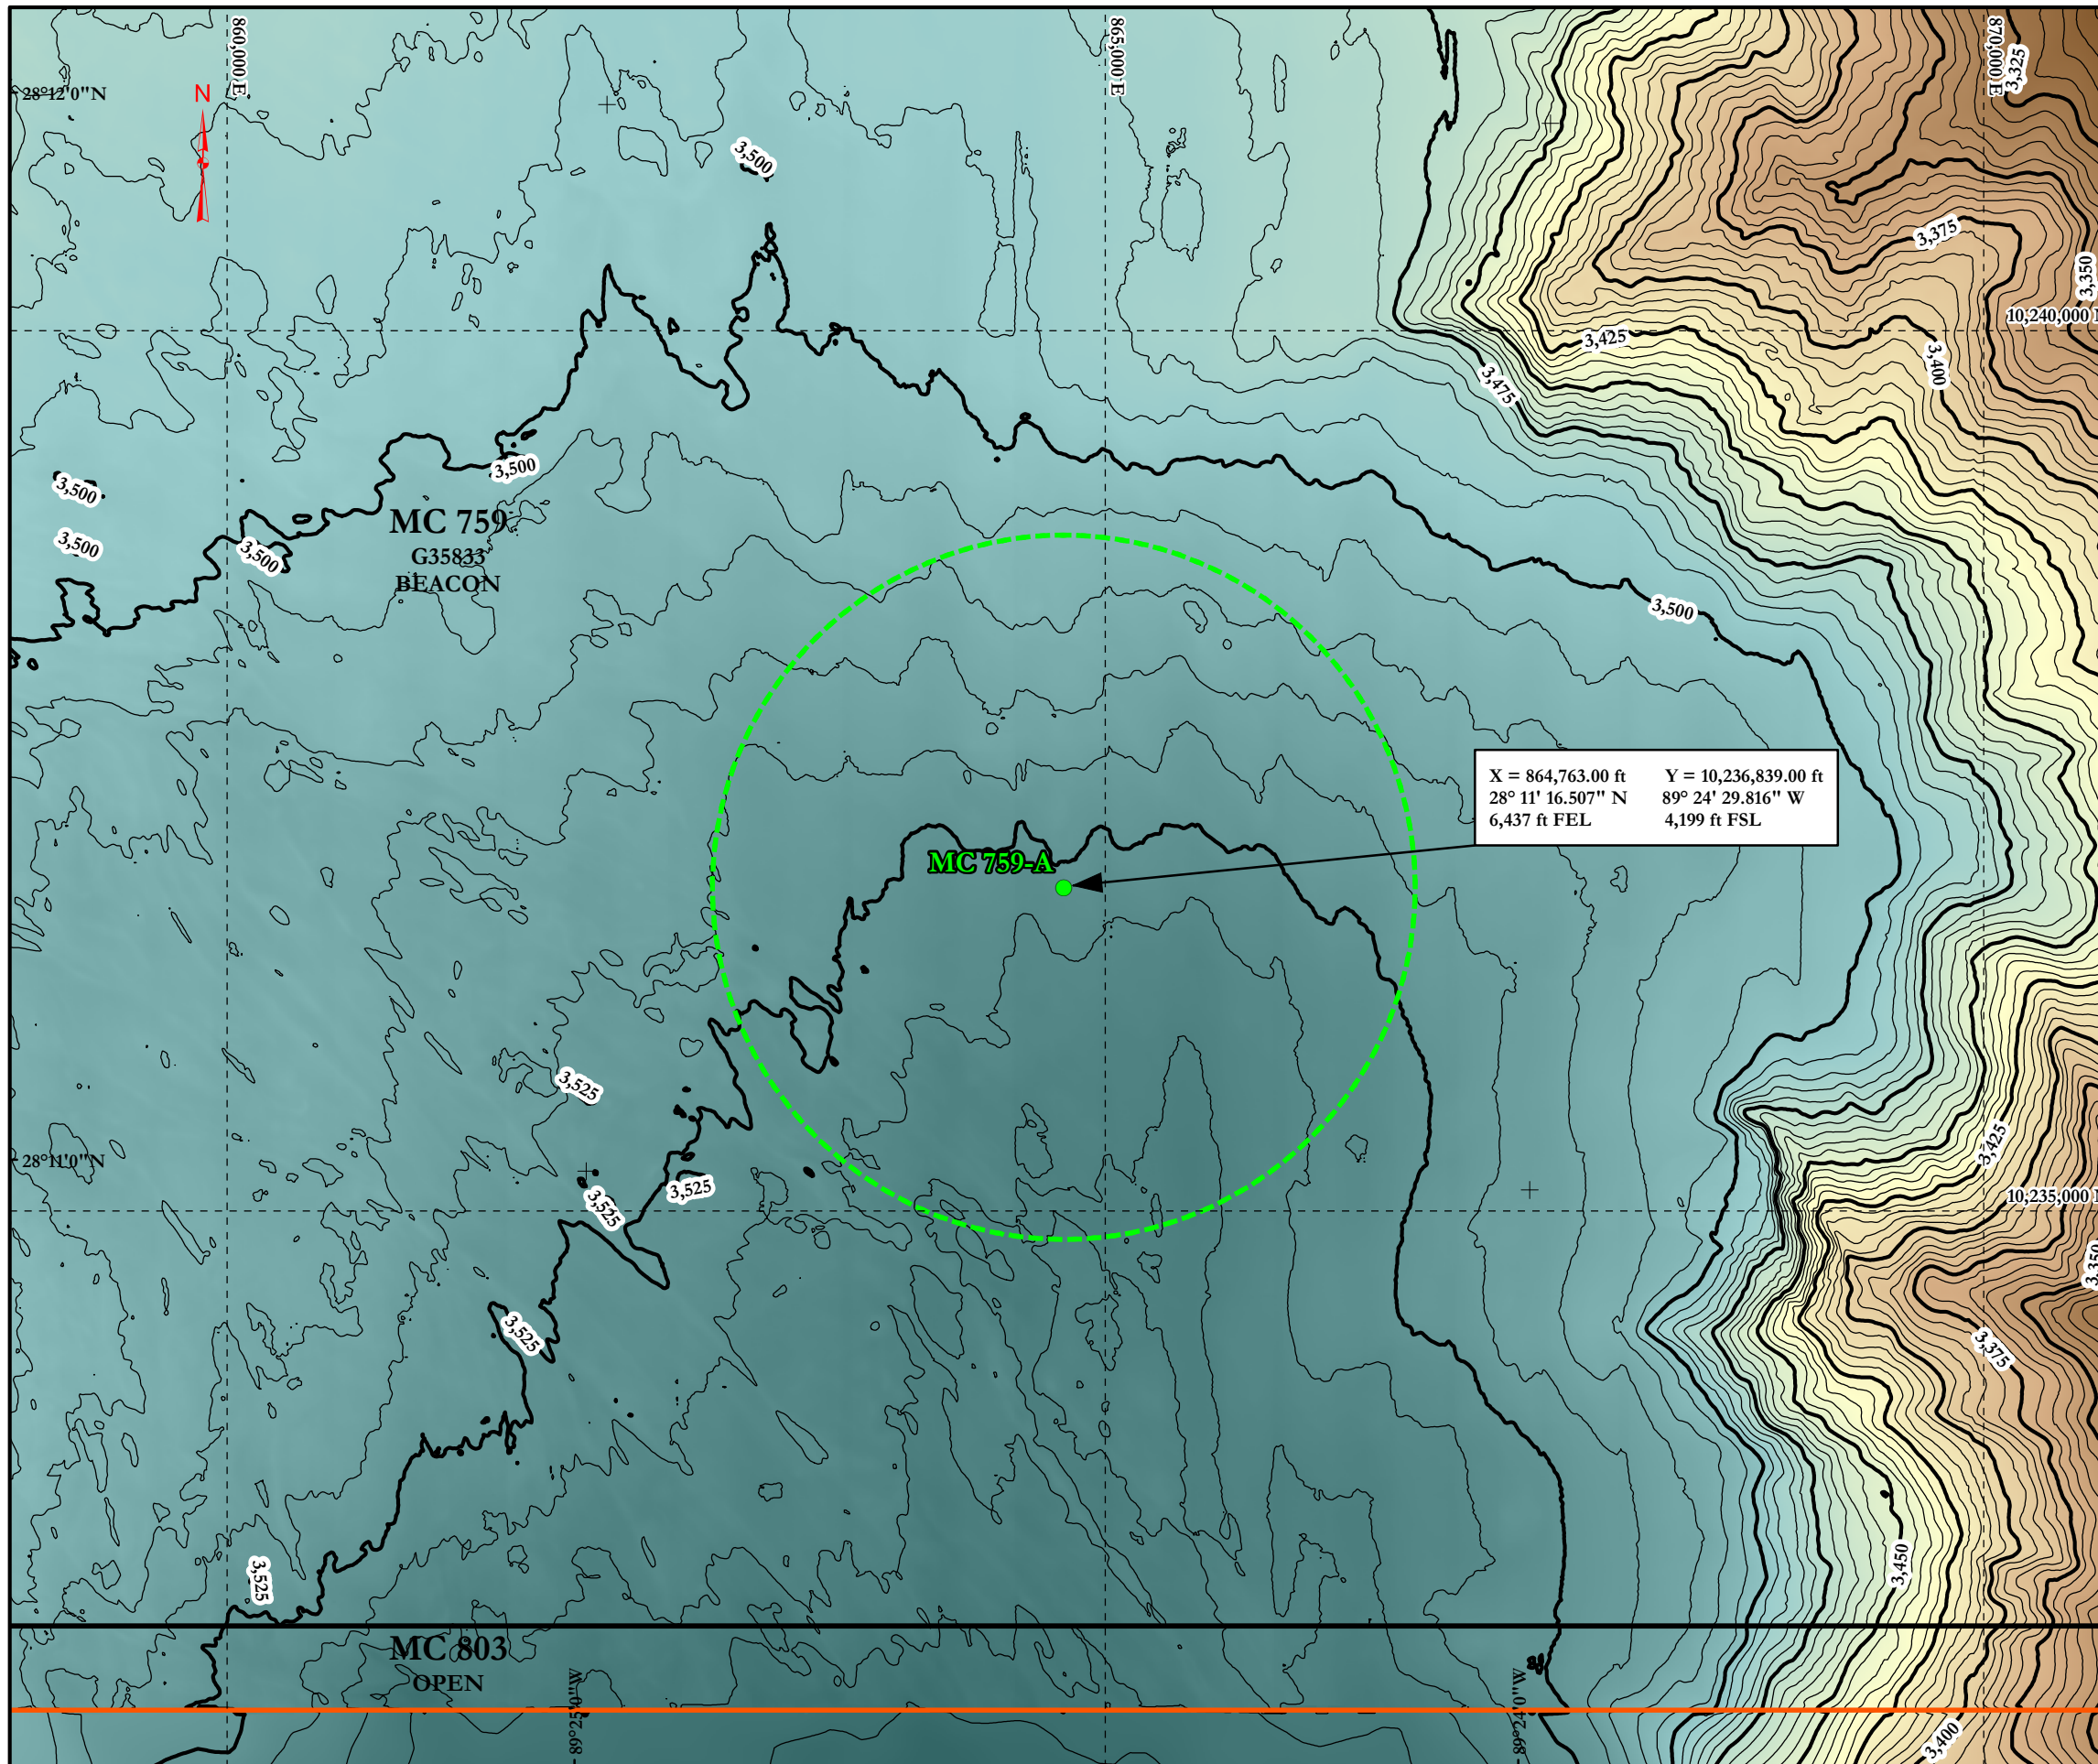 860,000 E
865,000 E
870,000 E
3,325
28°12'0"N
N
3,500
3,375
3,350
10,240,000 N
3,425
3,400
3,475
3,500
3,500
MC 759
G35833
BEACON
3,500
3,500
3,500
X = 864,763.00 ft Y = 10,236,839.00 ft
28° 11' 16.507" N 89° 24' 29.816" W
6,437 ft FEL 4,199 ft FSL
MC 759-A
3,525
3,425
28°11'0"N
3,525
3,525
10,235,000
3,350
3,525
3,375
3,525
3,450
MC 803
OPEN
89°25'0"W
89°24'0"W
3,400